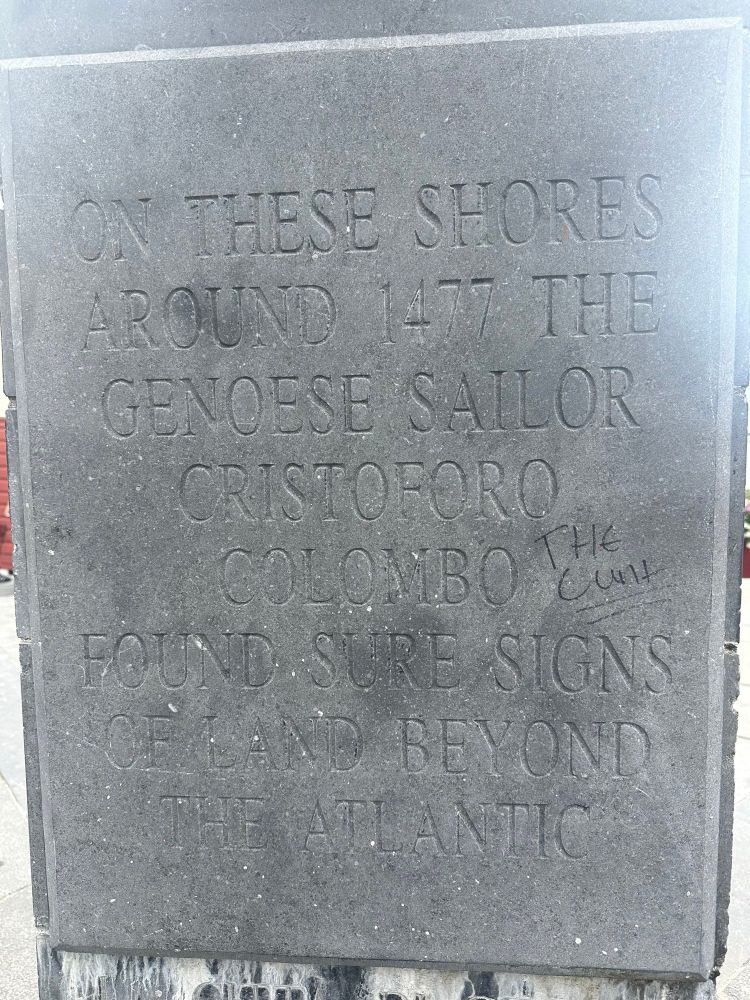 ON THESE SHORES
AROUND 1477 THE
GENOESE SAILOR
CRISTOFORO
COLOMBO
THE
CUNT
FOUND SURE SIGNS
OF LAND BEYOND
THE ATLANTIC